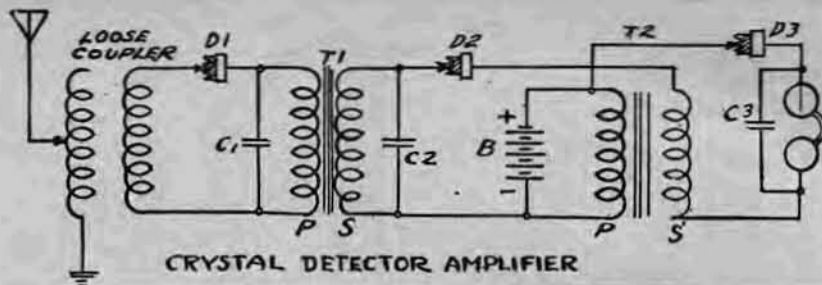 LOOSE
COUPLER
D1
T1
D2
T2
D3
C1
C2
+
B
-
C3
P
S
P
S
CRYSTAL DETECTOR AMPLIFIER